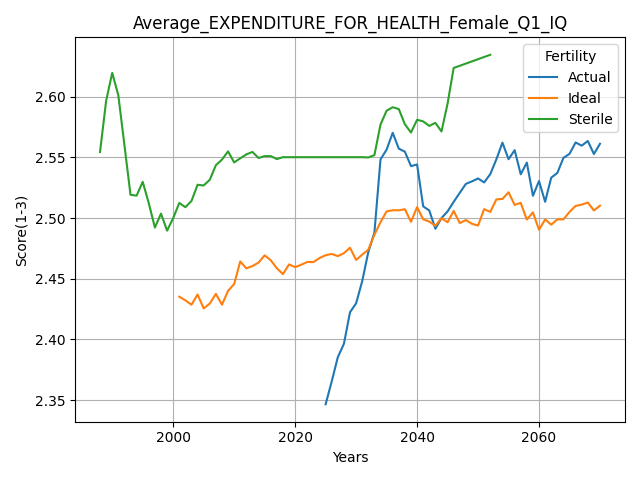 Average_EXPENDITURE_FOR_HEALTH_Female_Q1_IQ
Fertility
Actual
Ideal
Sterile
2.60
2.55
2.50
2.45
2.40
2.35
Score(1-3)
2000
2020
2040
2060
Years